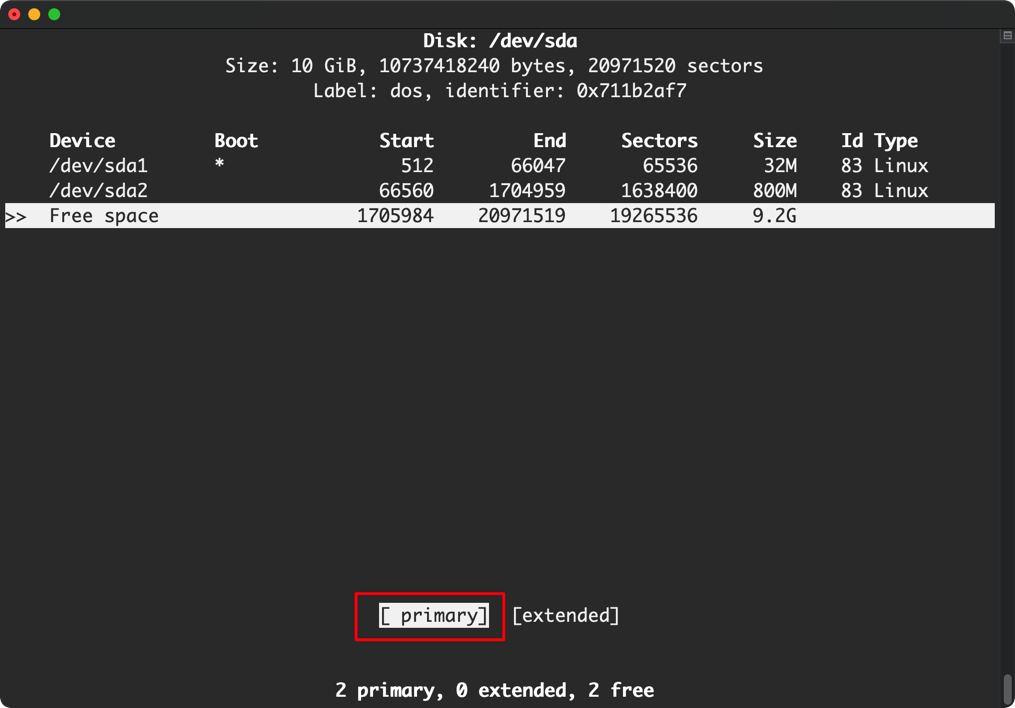 Disk: /dev/sda
Size: 10 GiB, 10737418240 bytes, 20971520 sectors
Label: dos, identifier: 0x711b2af7
Device Boot Start End Sectors Size Id Type
/dev/sda1 * 512 66047 65536 32M 83 Linux
/dev/sda2 66560 1704959 1638400 800M 83 Linux
>> Free space 1705984 20971519 19265536 9.2G
[ primary] [extended]
2 primary, 0 extended, 2 free